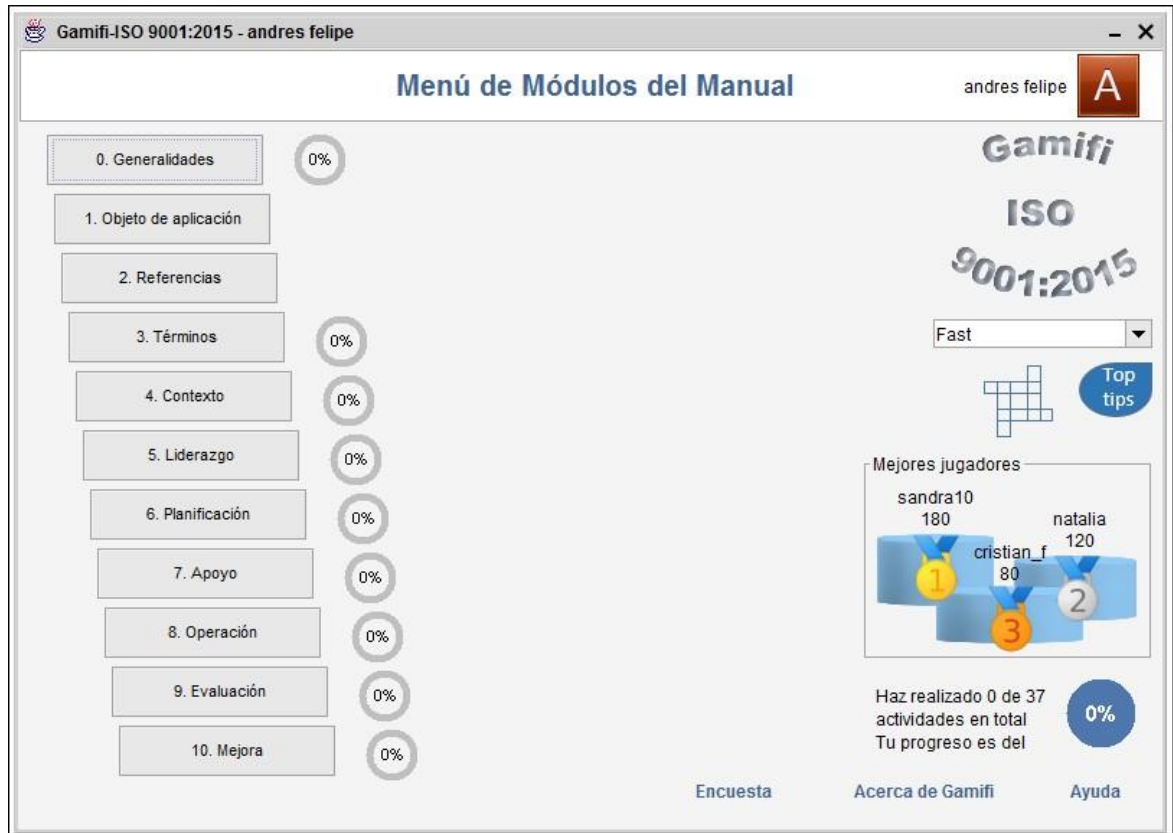 Gamifi-ISO 9001:2015 - andres felipe
Menú de Módulos del Manual
andres felipe
A
0. Generalidades
0%
1. Objeto de aplicación
2. Referencias
3. Términos
0%
4. Contexto
0%
5. Liderazgo
0%
6. Planificación
0%
7. Apoyo
0%
8. Operación
0%
9. Evaluación
0%
10. Mejora
0%
Gamifi
ISO
9001:2015
Fast
Top
tips
Mejores jugadores
sandra10
180
natalia
120
cristian_f
80
1
2
3
Haz realizado 0 de 37
actividades en total
Tu progreso es del
0%
Encuesta
Acerca de Gamifi
Ayuda